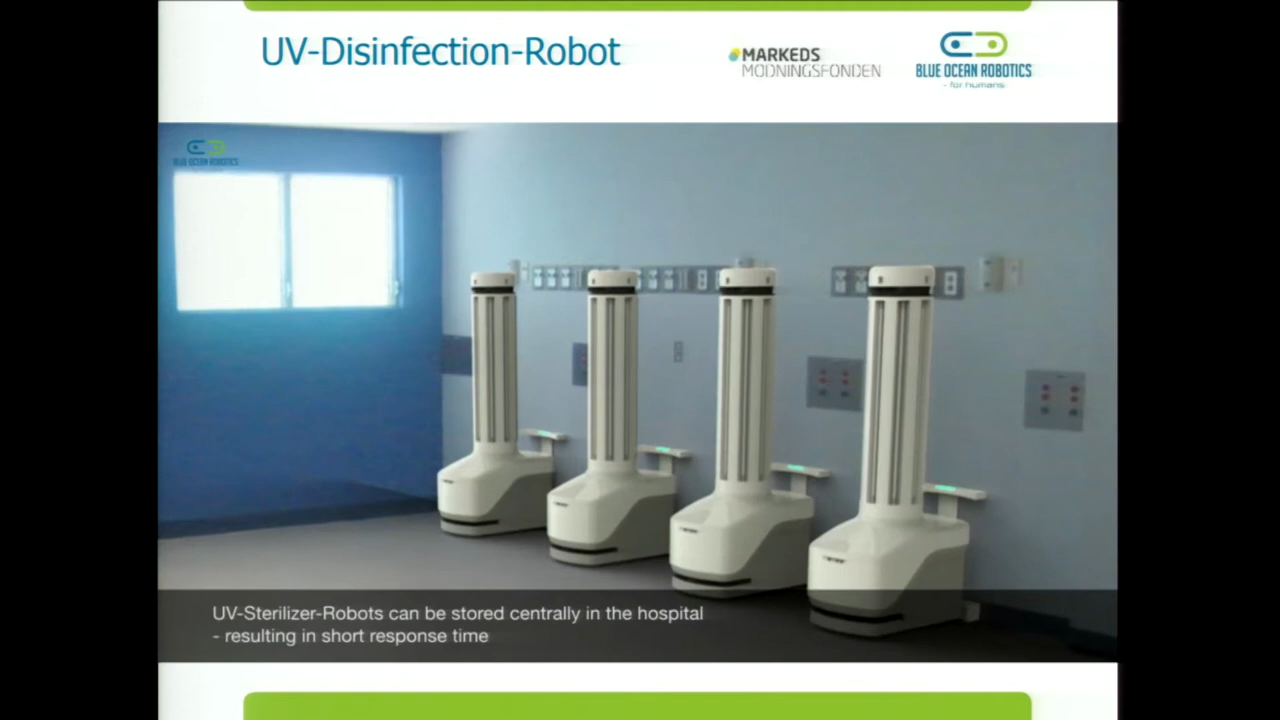 UV-Disinfection-Robot
MARKEDS
MODNINGSFONDEN
BLUE OCEAN ROBOTICS
- for humans
BLUE OCEAN ROBOTICS
UV-Sterilizer-Robots can be stored centrally in the hospital
- resulting in short response time